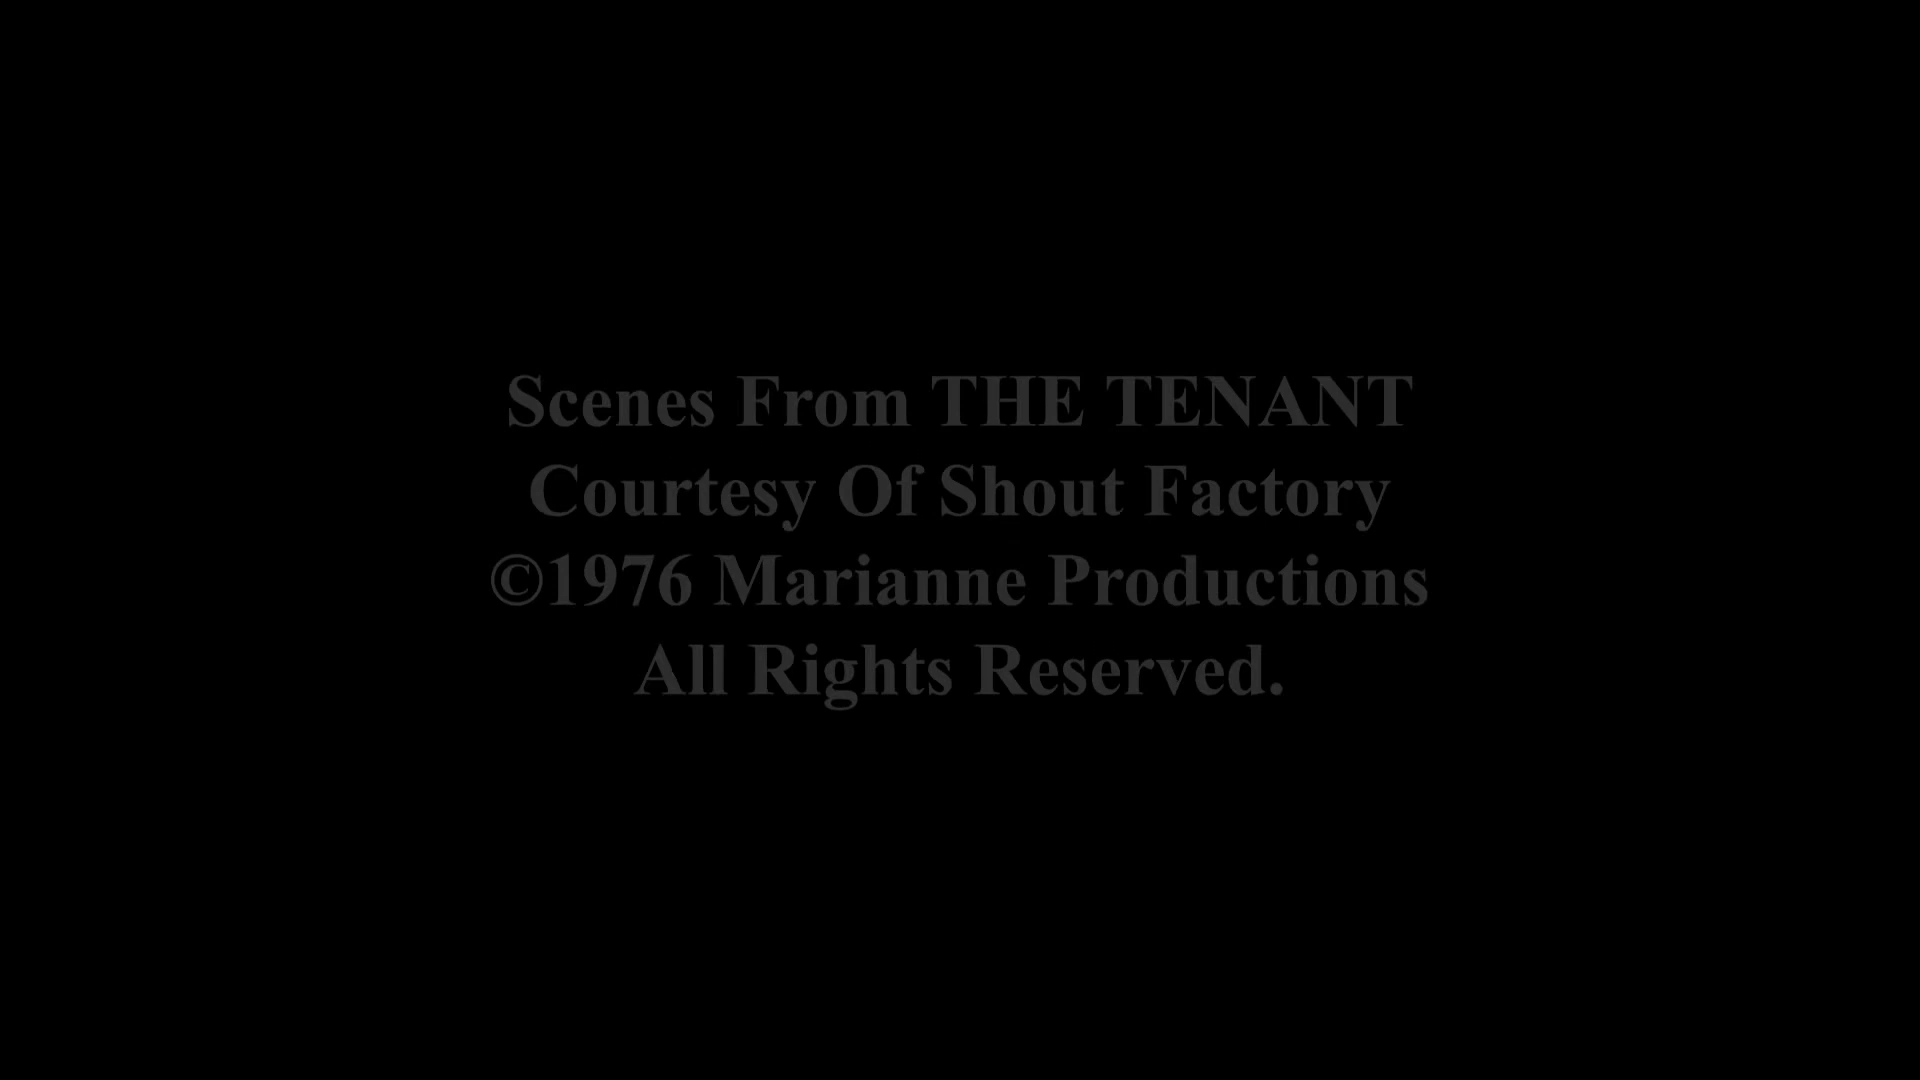 Scenes From THE TENANT
Courtesy Of Shout Factory
©1976 Marianne Productions
All Rights Reserved.